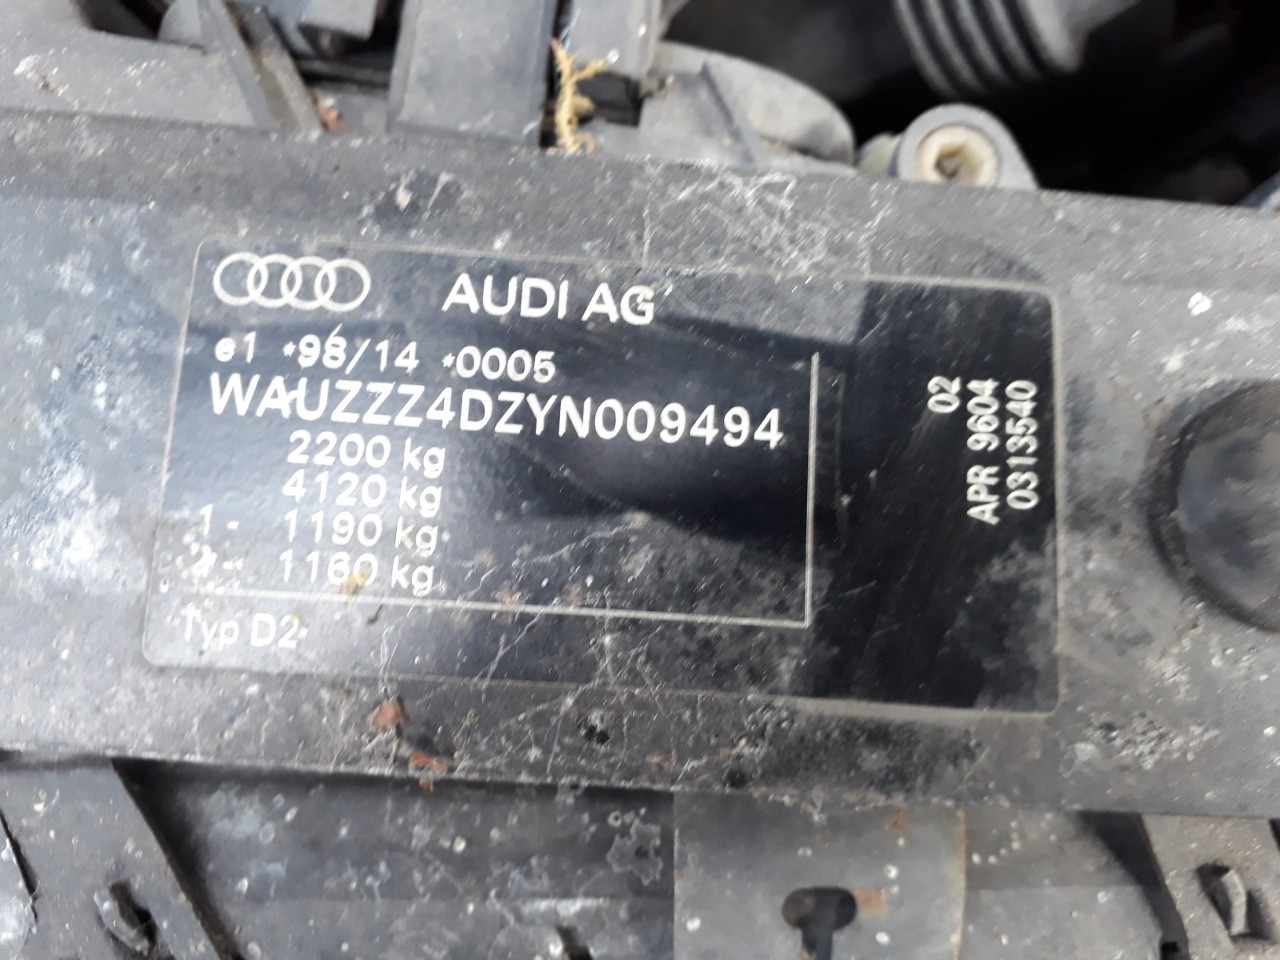 AUDI AG
e1 *98/14 *0005
WAUZZZ4DZYN009494
2200 kg
4120 kg
1 - 1190 kg
2 - 1160 kg
Typ D2
02
APR 9604
0313540